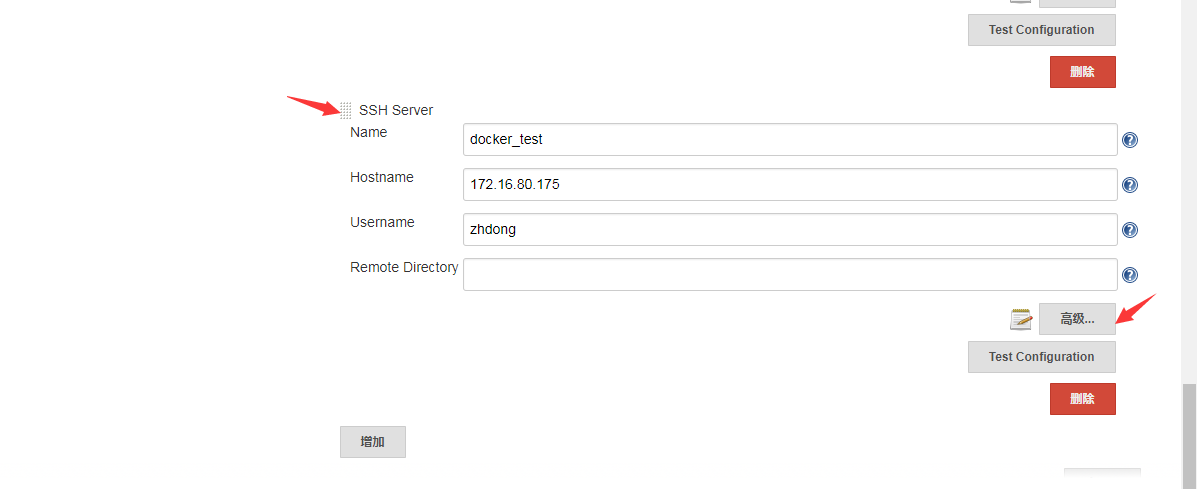 Test Configuration
删除
SSH Server
Name
docker_test
Hostname
172.16.80.175
Username
zhdong
Remote Directory
高级...
Test Configuration
删除
增加